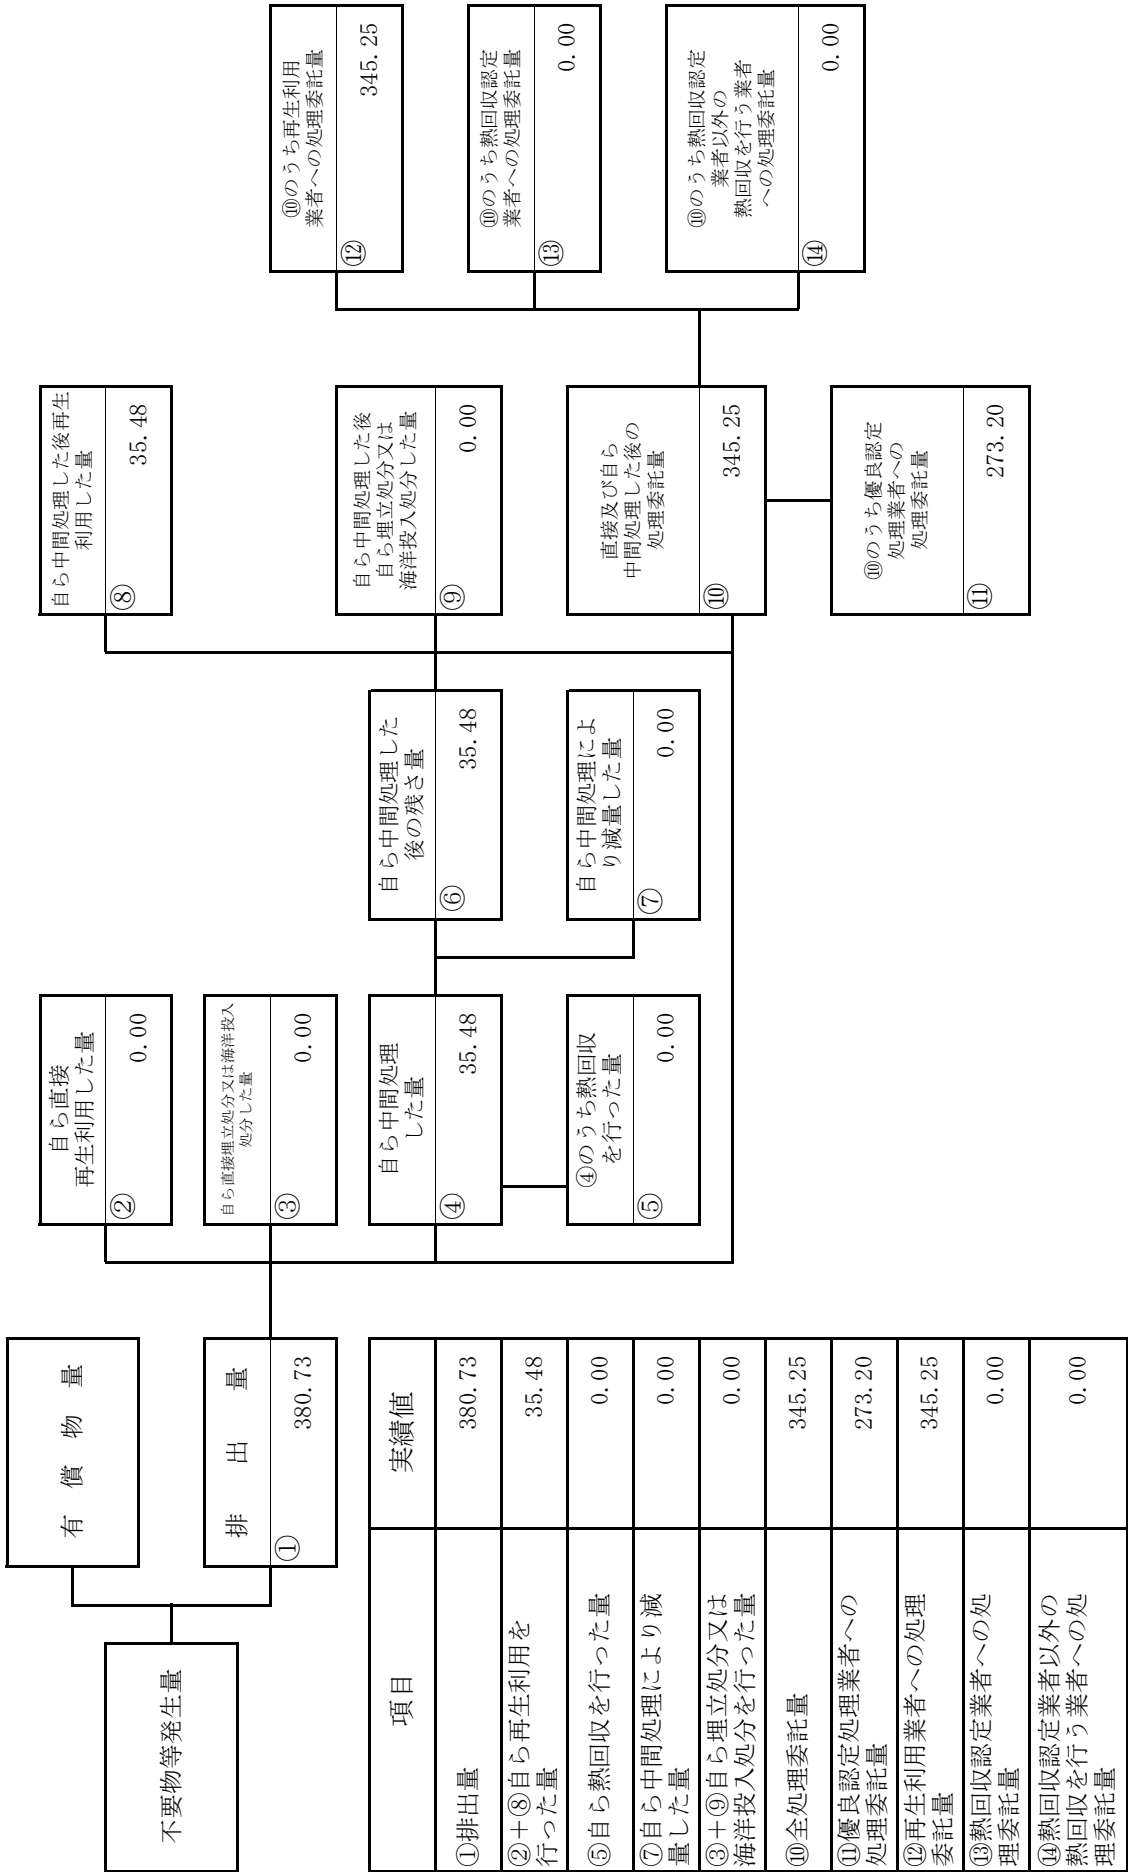 不要物等発生量
有 償 物 量
排 出 量
① 380.73
自ら直接
再生利用した量
② 0.00
自ら直接埋立処分又は海洋投入
処分した量
③ 0.00
自ら中間処理
した量
④ 35.48
④のうち熱回収
を行った量
⑤ 0.00
自ら中間処理した
後の残さ量
⑥ 35.48
自ら中間処理によ
り減量した量
⑦ 0.00
自ら中間処理した後再生
利用した量
⑧ 35.48
自ら中間処理した後
自ら埋立処分又は
海洋投入処分した量
⑨ 0.00
直接及び自ら
中間処理した後の
処理委託量
⑩ 345.25
⑩のうち優良認定
処理業者への
処理委託量
⑪ 273.20
⑩のうち再生利用
業者への処理委託量
⑫ 345.25
⑩のうち熱回収認定
業者への処理委託量
⑬ 0.00
⑩のうち熱回収認定
業者以外の
熱回収を行う業者
への処理委託量
⑭ 0.00
項目 実績値
①排出量 380.73
②+⑧自ら再生利用を
行った量 35.48
⑤自ら熱回収を行った量 0.00
⑦自ら中間処理により減
量した量 0.00
③+⑨自ら埋立処分又は
海洋投入処分を行った量 0.00
⑩全処理委託量 345.25
⑪優良認定処理業者への
処理委託量 273.20
⑫再生利用業者への処理
委託量 345.25
⑬熱回収認定業者への処
理委託量 0.00
⑭熱回収認定業者以外の
熱回収を行う業者への処
理委託量 0.00